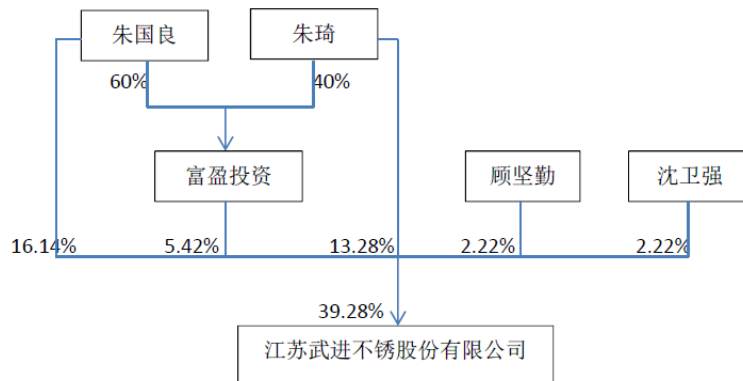 朱国良
朱琦
60%
40%
富盈投资
顾坚勤
沈卫强
16.14%
5.42%
13.28%
2.22%
2.22%
39.28%
江苏武进不锈股份有限公司